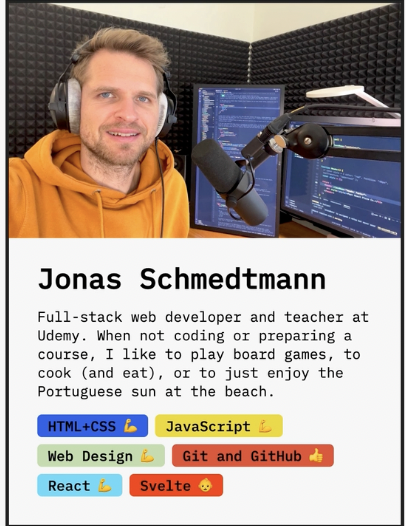 Jonas Schmedtmann
Full-stack web developer and teacher at
Udemy. When not coding or preparing a
course, I like to play board games, to
cook (and eat), or to just enjoy the
Portuguese sun at the beach.
HTML+CSS 💪 JavaScript 💪
Web Design 💪 Git and GitHub 👍
React 💪 Svelte 👶